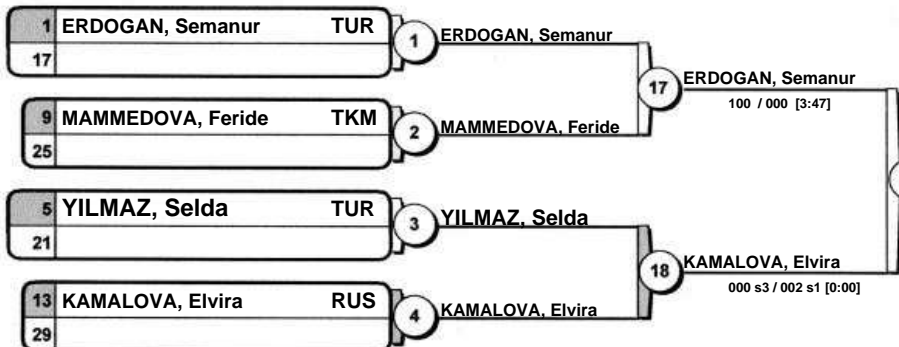 1 ERDOGAN, Semanur TUR
17
1 ERDOGAN, Semanur
9 MAMMEDOVA, Feride TKM
25
2 MAMMEDOVA, Feride
17 ERDOGAN, Semanur
100 / 000 [3:47]
5 YILMAZ, Selda TUR
21
3 YILMAZ, Selda
13 KAMALOVA, Elvira RUS
29
4 KAMALOVA, Elvira
18 KAMALOVA, Elvira
000 s3 / 002 s1 [0:00]